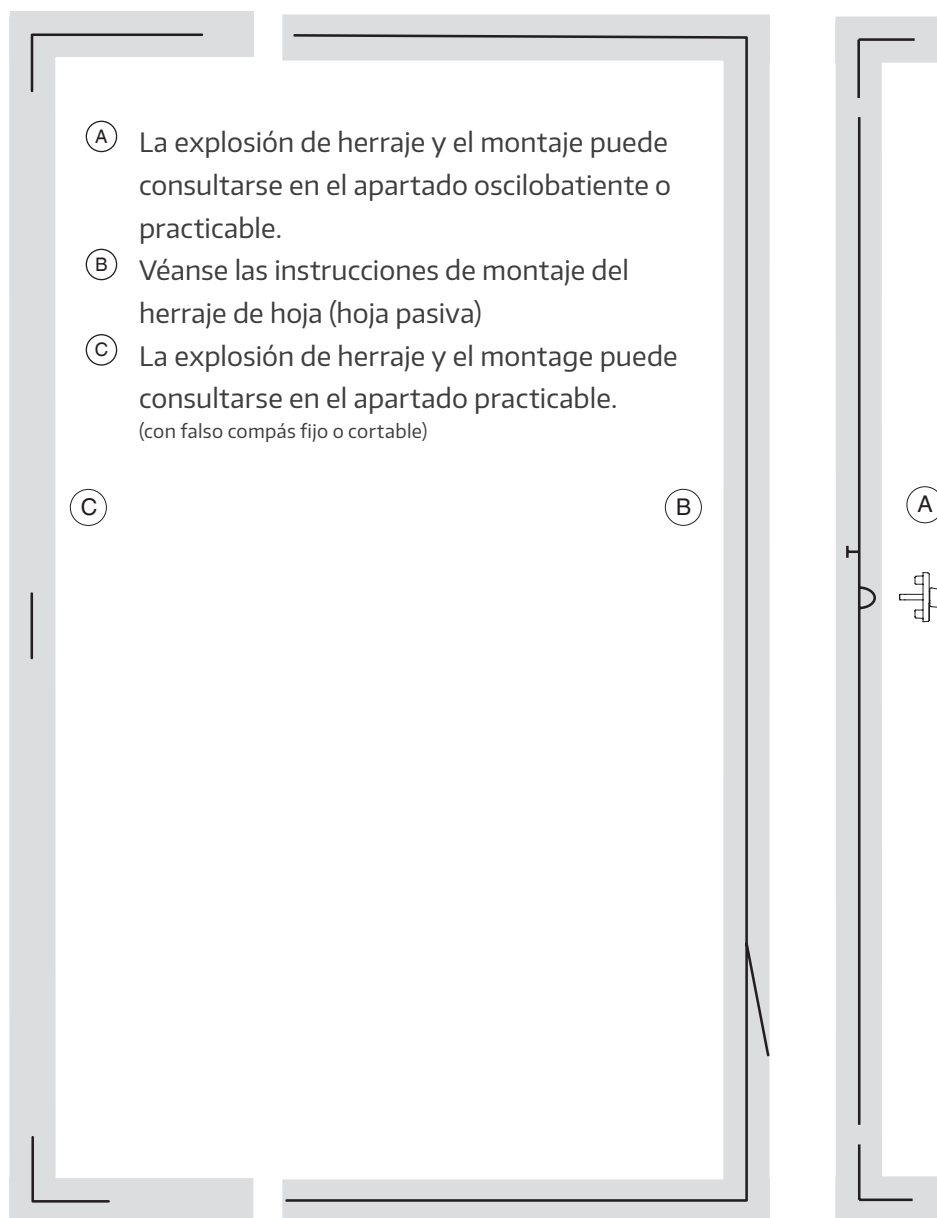 A La explosión de herraje y el montaje puede
consultarse en el apartado oscilobatiente o
practicable.
B Véanse las instrucciones de montaje del
herraje de hoja (hoja pasiva)
C La explosión de herraje y el montage puede
consultarse en el apartado practicable.
(con falso compás fijo o cortable)
C
B
A